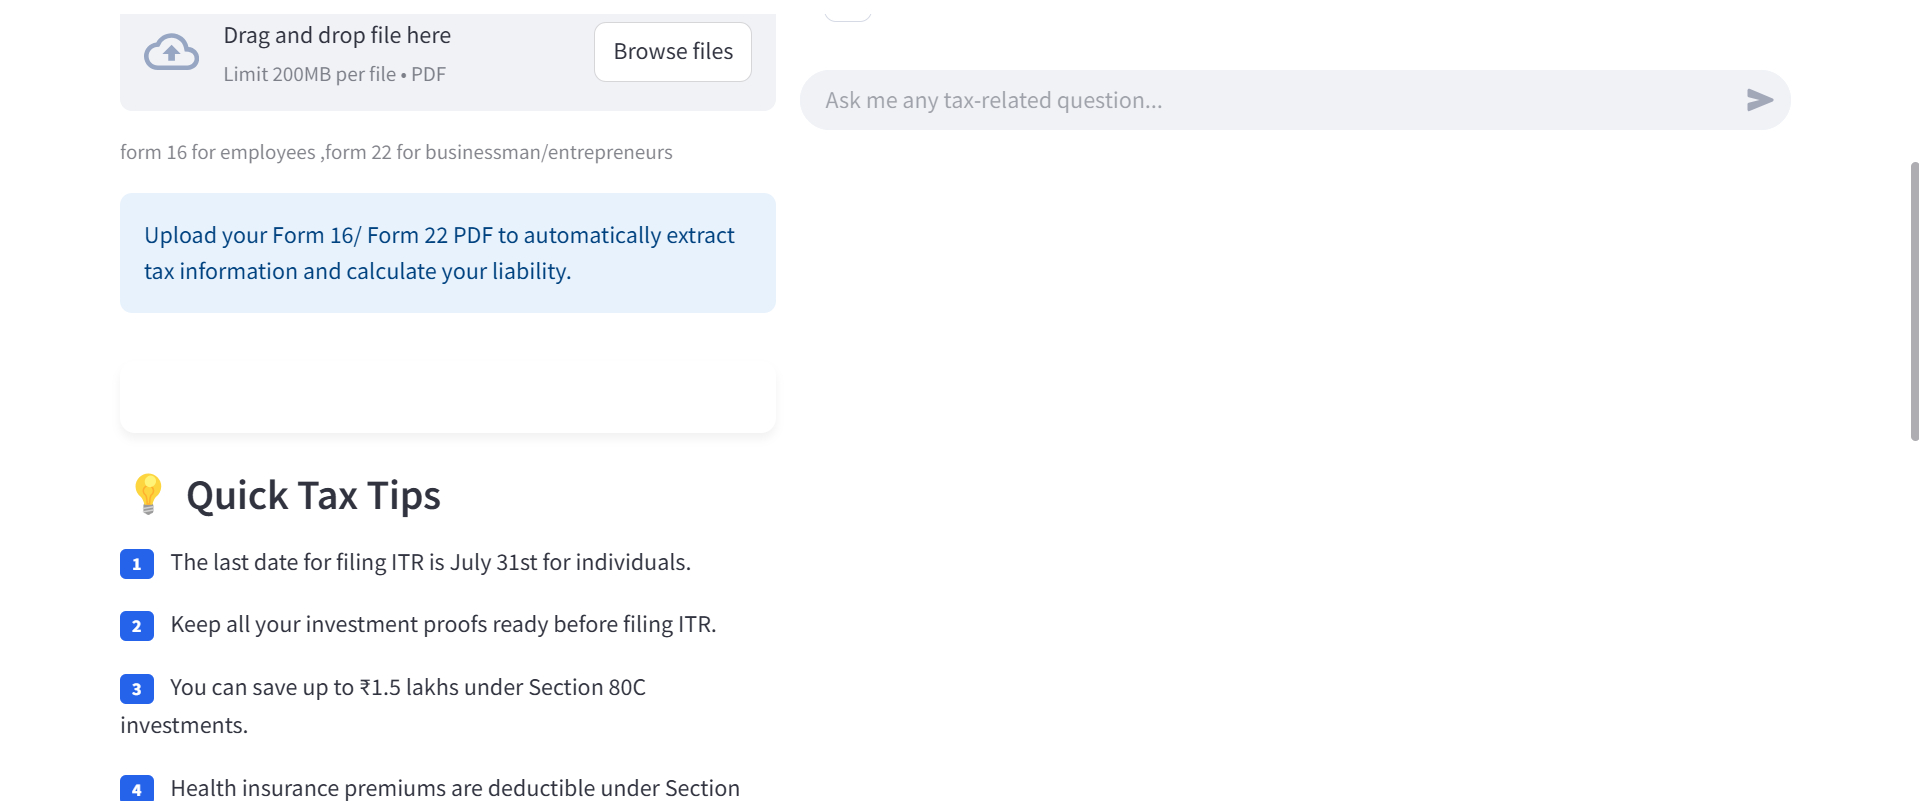 Drag and drop file here
Limit 200MB per file • PDF
Browse files
Ask me any tax-related question...
form 16 for employees ,form 22 for businessman/entrepreneurs
Upload your Form 16/ Form 22 PDF to automatically extract
tax information and calculate your liability.
💡 Quick Tax Tips
1 The last date for filing ITR is July 31st for individuals.
2 Keep all your investment proofs ready before filing ITR.
3 You can save up to ₹1.5 lakhs under Section 80C
investments.
4 Health insurance premiums are deductible under Section